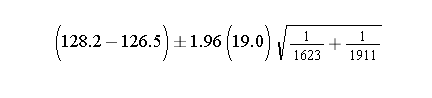 (128.2 − 126.5) ± 1.96 (19.0) √(1/1623 + 1/1911)